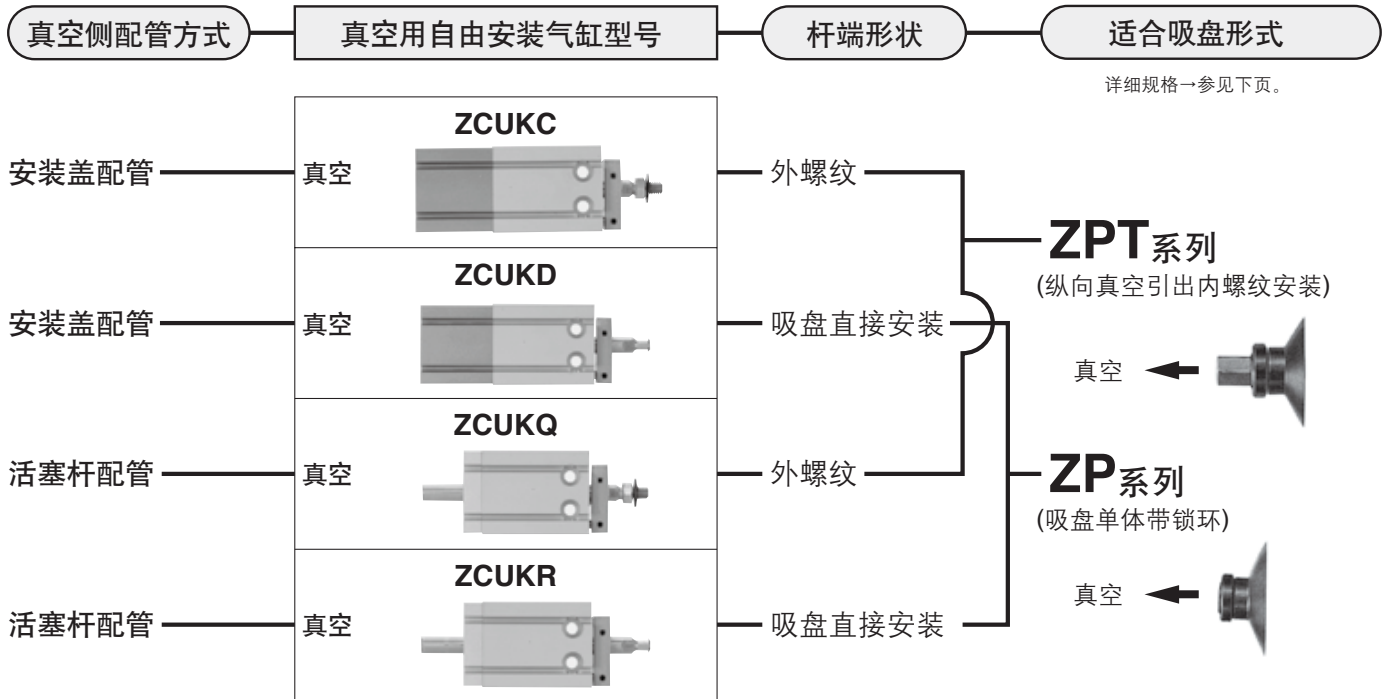 真空侧配管方式 真空用自由安装气缸型号 杆端形状 适合吸盘形式
详细规格→参见下页。
ZCUKC
安装盖配管 真空 外螺纹
ZPT系列
(纵向真空引出内螺纹安装)
ZCUKD
安装盖配管 真空 吸盘直接安装
真空
ZCUKQ
活塞杆配管 真空 外螺纹
ZP系列
(吸盘单体带锁环)
ZCUKR
真空
活塞杆配管 真空 吸盘直接安装